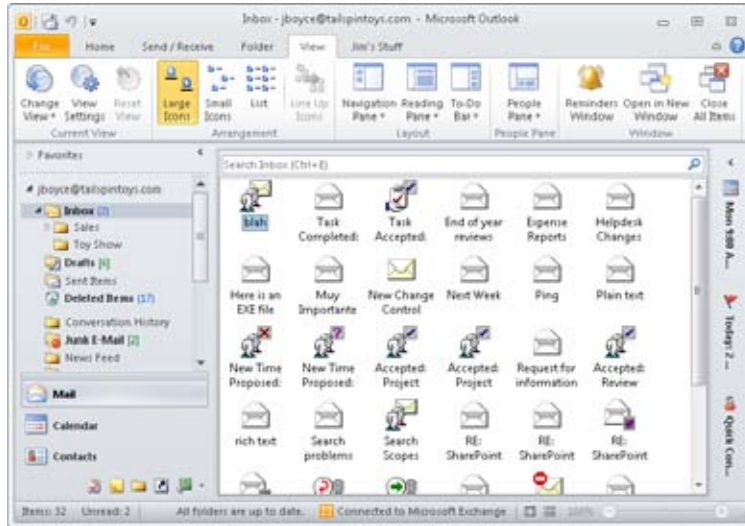 Inbox - jboyce@tailspintoys.com - Microsoft Outlook
File Home Send / Receive Folder View Jim's Stuff
Change View View Settings Reset View Large Icons Small Icons List Line Up Icons Navigation Pane Reading Pane To-Do Bar People Pane Reminders Window Open in New Window Close All Items
Current View Arrangement Layout People Pane Window
Favorites
Search Inbox (Ctrl+E)
jboyce@tailspintoys.com
Inbox (2)
Sales
Toy Show
Drafts [6]
Sent Items
Deleted Items (17)
Conversation History
Junk E-Mail [2]
News Feed
Mail
Calendar
Contacts
blah
Task Completed:
Task Accepted:
End of year reviews
Expense Reports
Helpdesk Changes
Here is an EXE file
Muy Importante
New Change Control
Next Week
Ping
Plain text
New Time Proposed:
New Time Proposed:
Accepted: Project
Accepted: Project
Request for information
Accepted: Review
rich text
Search problems
Search Scopes
RE: SharePoint
RE: SharePoint
RE: SharePoint
Mon 9:00 A...
Today: 2 ...
Quick Con...
Items: 32 Unread: 2 All folders are up to date. Connected to Microsoft Exchange 100%